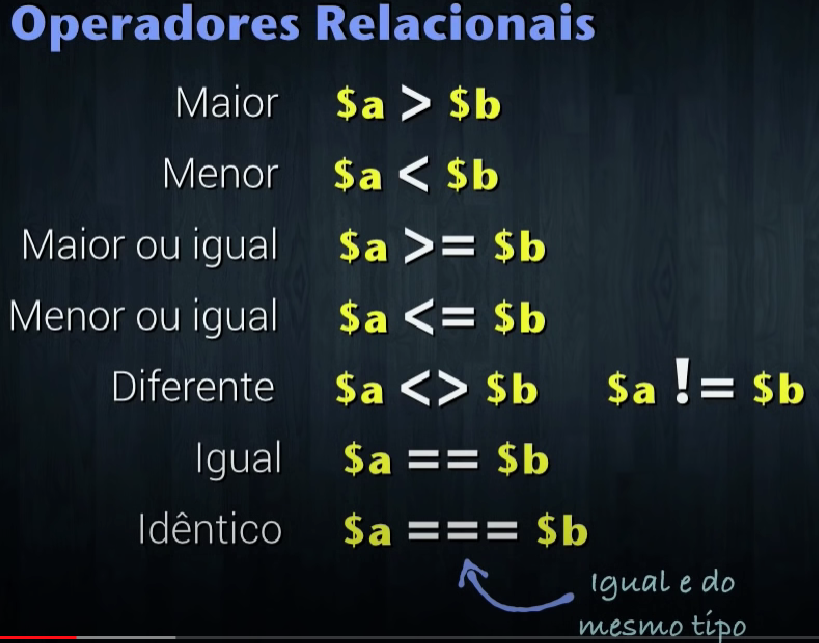 Operadores Relacionais
Maior $a > $b
Menor $a < $b
Maior ou igual $a >= $b
Menor ou igual $a <= $b
Diferente $a <> $b $a != $b
Igual $a == $b
Idêntico $a === $b
Igual e do
mesmo tipo